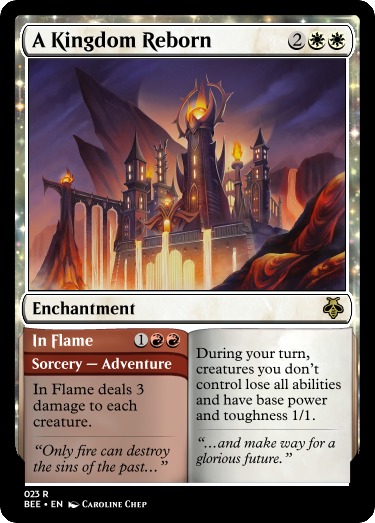 A Kingdom Reborn 2
Enchantment
In Flame 1
Sorcery — Adventure
In Flame deals 3
damage to each
creature.
“Only fire can destroy
the sins of the past…”
During your turn,
creatures you don’t
control lose all abilities
and have base power
and toughness 1/1.
“…and make way for a
glorious future.”
023 R
BEE • EN Caroline Chep